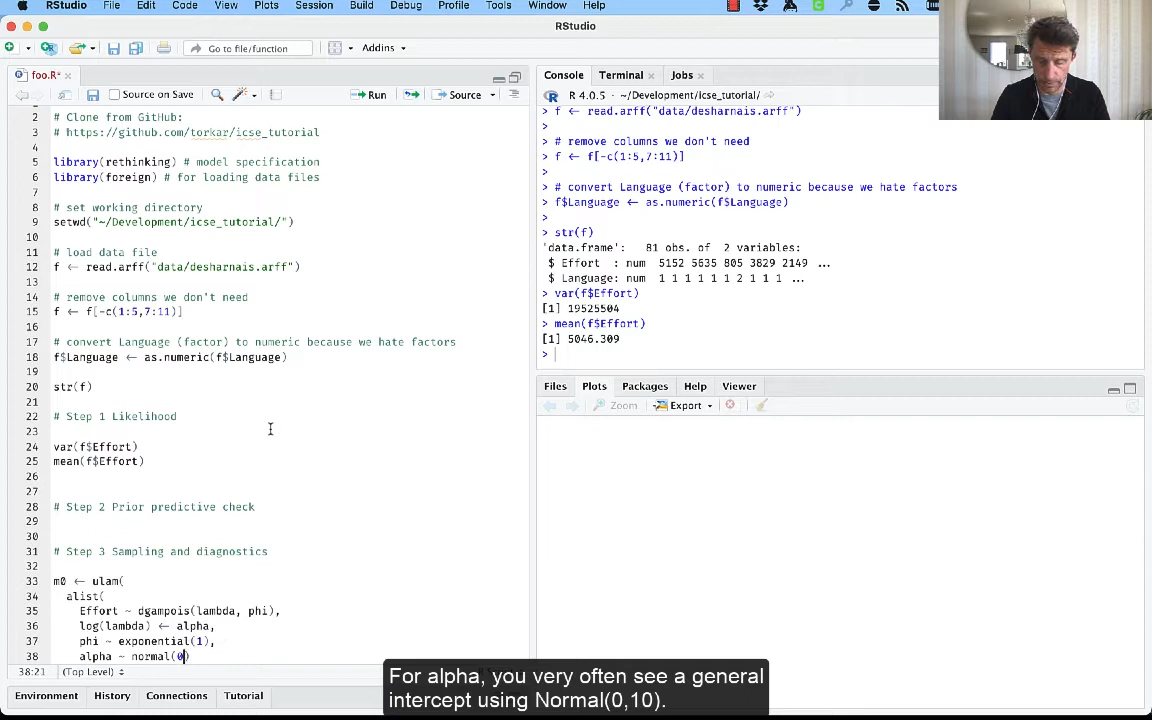 RStudio File Edit Code View Plots Session Build Debug Profile Tools Window Help
RStudio
Go to file/function Addins
foo.R*
Source on Save Run Source
2 # Clone from GitHub:
3 # https://github.com/torkar/icse_tutorial
4
5 library(rethinking) # model specification
6 library(foreign) # for loading data files
7
8 # set working directory
9 setwd("~/Development/icse_tutorial/")
10
11 # load data file
12 f ← read.arff("data/desharnais.arff")
13
14 # remove columns we don't need
15 f ← f[-c(1:5,7:11)]
16
17 # convert Language (factor) to numeric because we hate factors
18 f$Language ← as.numeric(f$Language)
19
20 str(f)
21
22 # Step 1 Likelihood
23
24 var(f$Effort)
25 mean(f$Effort)
26
27
28 # Step 2 Prior predictive check
29
30
31 # Step 3 Sampling and diagnostics
32
33 m0 ← ulam(
34 alist(
35 Effort ~ dgampois(lambda, phi),
36 log(lambda) ← alpha,
37 phi ~ exponential(1),
38 alpha ~ normal(0)
38:21 (Top Level)
Console Terminal Jobs
R 4.0.5 · ~/Development/icse_tutorial/
> f ← read.arff("data/desharnais.arff")
>
> # remove columns we don't need
> f ← f[-c(1:5,7:11)]
>
> # convert Language (factor) to numeric because we hate factors
> f$Language ← as.numeric(f$Language)
>
> str(f)
'data.frame': 81 obs. of 2 variables:
$ Effort : num 5152 5635 805 3829 2149 ...
$ Language: num 1 1 1 1 1 1 2 1 1 1 ...
> var(f$Effort)
[1] 19525504
> mean(f$Effort)
[1] 5046.309
>
Files Plots Packages Help Viewer
Zoom Export
Environment History Connections Tutorial
For alpha, you very often see a general
intercept using Normal(0,10).